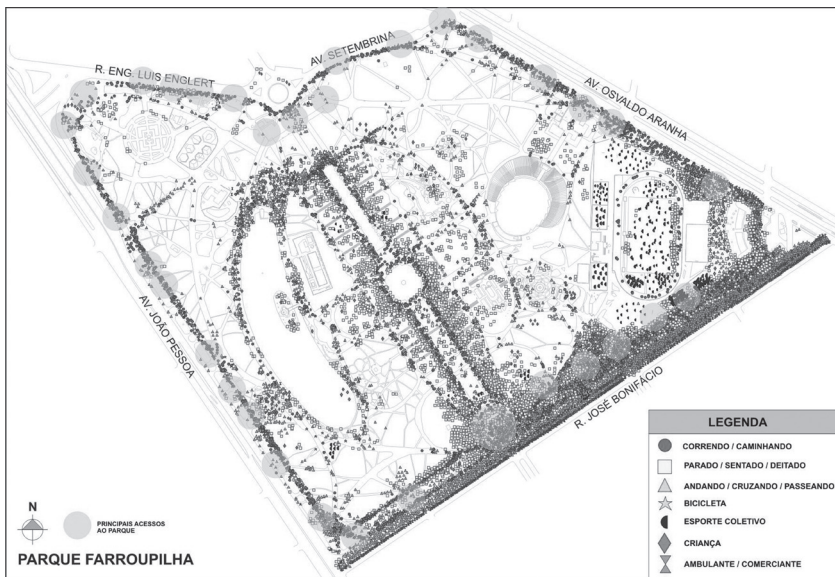 R. ENG. LUIS ENGLERT
AV. SETEMBRINA
AV. OSVALDO ARANHA
AV. JOÃO PESSOA
R. JOSÉ BONIFÁCIO
N
PRINCIPAIS ACESSOS
AO PARQUE
PARQUE FARROUPILHA
LEGENDA
CORRENDO / CAMINHANDO
PARADO / SENTADO / DEITADO
ANDANDO / CRUZANDO / PASSEANDO
BICICLETA
ESPORTE COLETIVO
CRIANÇA
AMBULANTE / COMERCIANTE